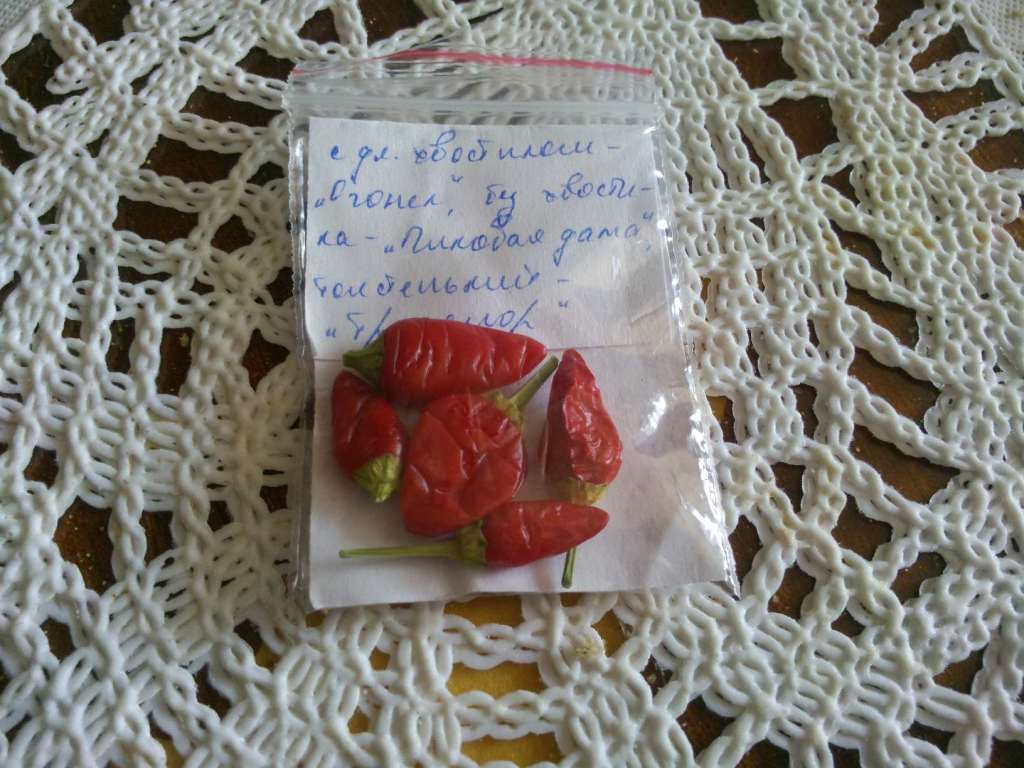 с дл. хвостиком -
„Огонек", без хвости-
ка - „Пиковая дама",
толстенький -